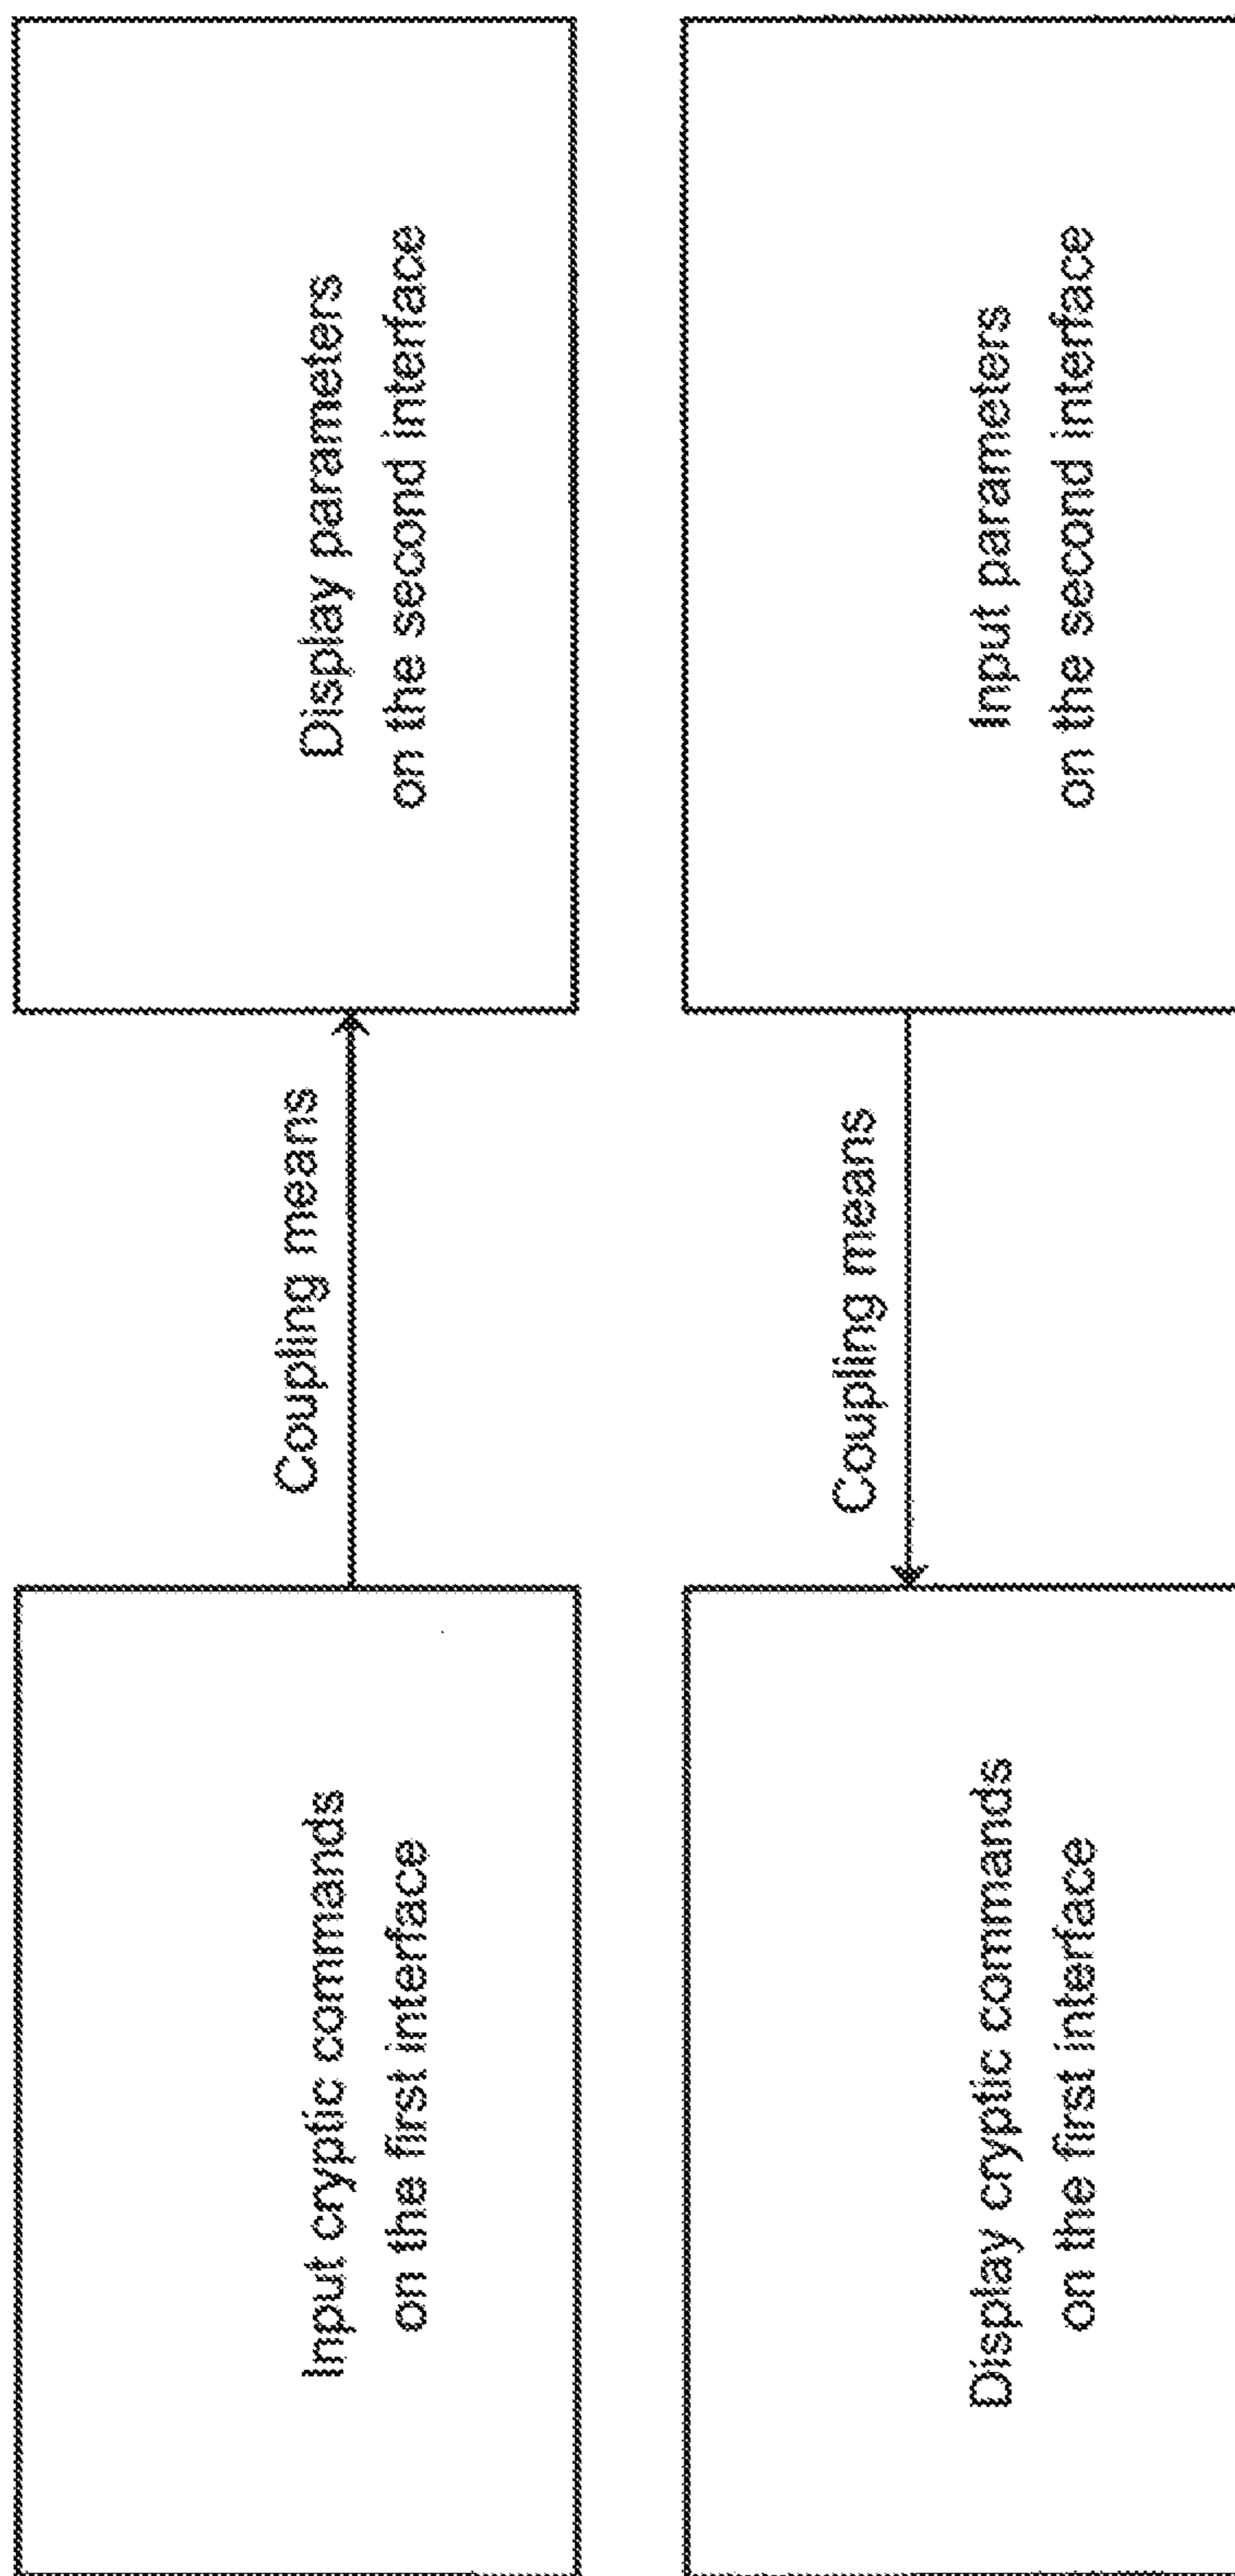 Input cryptic commands
on the first interface
Coupling means
Display parameters
on the second interface
Display cryptic commands
on the first interface
Coupling means
Input parameters
on the second interface